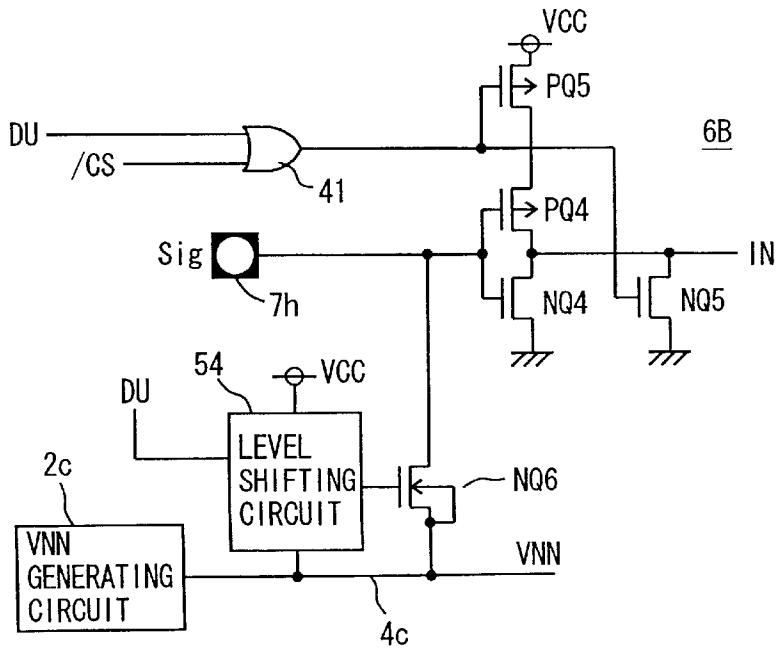 VCC
PQ5
DU
6B
/CS
41
PQ4
Sig
IN
7h
NQ4
NQ5
54
VCC
DU
LEVEL
SHIFTING
CIRCUIT
2c
NQ6
VNN
GENERATING
CIRCUIT
VNN
4c